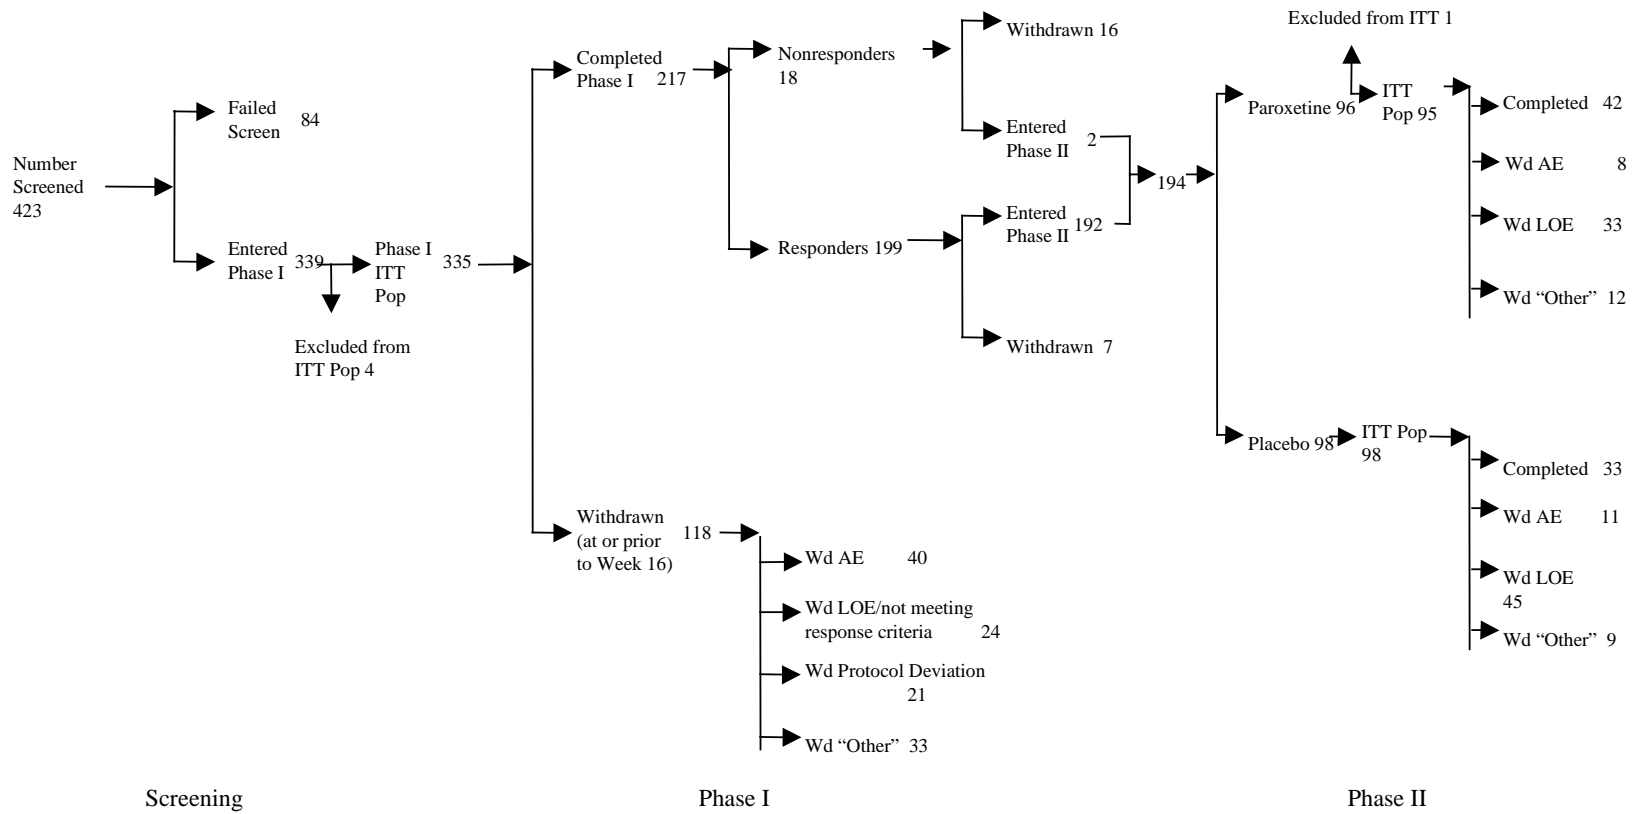 Number
Screened
423
Failed
Screen 84
Entered
Phase I 339
Phase I
ITT 335
Pop
Excluded from
ITT Pop 4
Completed
Phase I 217
Nonresponders
18
Withdrawn 16
Entered
Phase II 2
Responders 199
Entered
Phase II 192
Withdrawn 7
194
Withdrawn
(at or prior 118
to Week 16)
Wd AE 40
Wd LOE/not meeting
response criteria 24
Wd Protocol Deviation
21
Wd “Other” 33
Excluded from ITT 1
Paroxetine 96
ITT
Pop 95
Completed 42
Wd AE 8
Wd LOE 33
Wd “Other” 12
Placebo 98
ITT Pop
98
Completed 33
Wd AE 11
Wd LOE
45
Wd “Other” 9
Screening Phase I Phase II